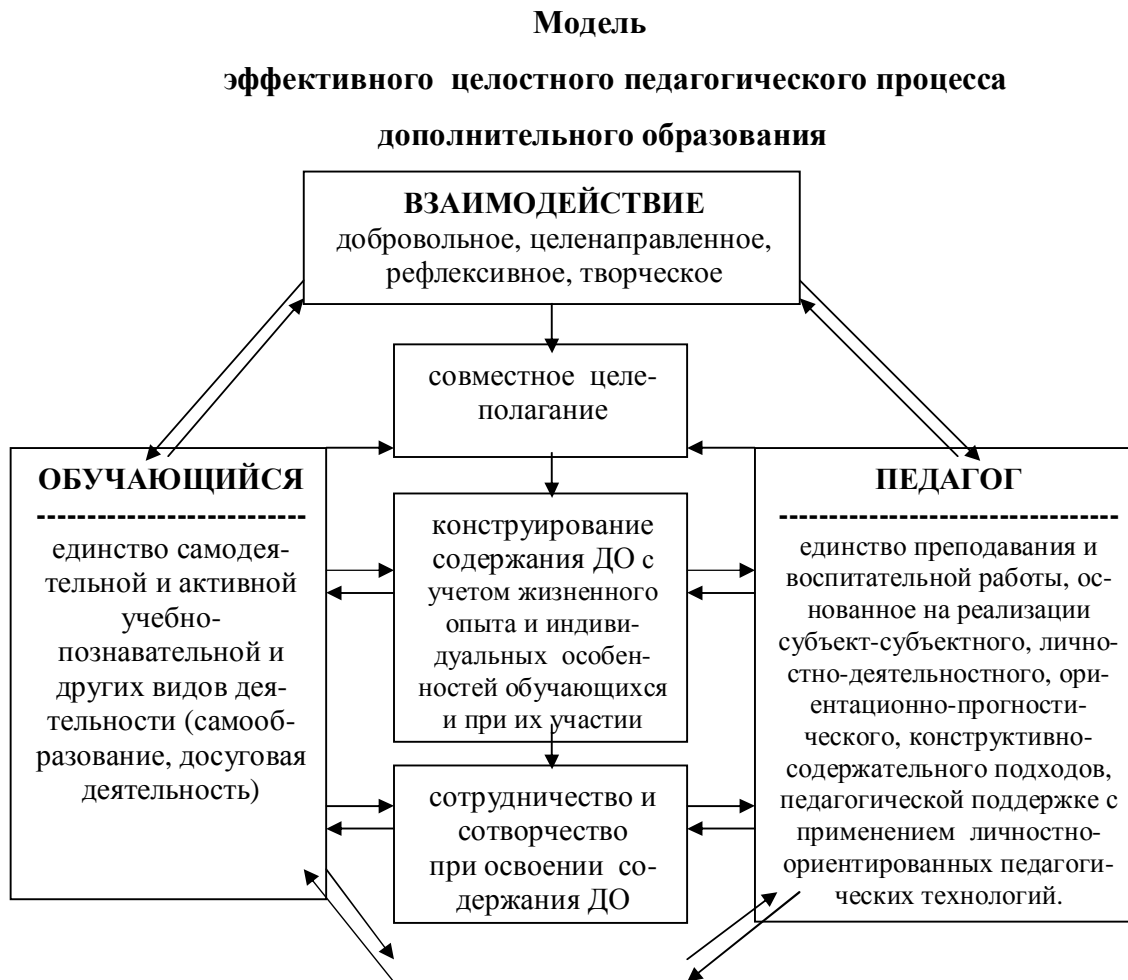 Модель
эффективного целостного педагогического процесса
дополнительного образования
ВЗАИМОДЕЙСТВИЕ
добровольное, целенаправленное,
рефлексивное, творческое
совместное целе-
полагание
ОБУЧАЮЩИЙСЯ
---------------------------
единство самодея-
тельной и активной
учебно-
познавательной и
других видов дея-
тельности (самооб-
разование, досуговая
деятельность)
конструирование
содержания ДО с
учетом жизненного
опыта и индиви-
дуальных особен-
ностей обучающихся
и при их участии
сотрудничество и
сотворчество
при освоении со-
держания ДО
ПЕДАГОГ
----------------------------------
единство преподавания и
воспитательной работы, ос-
нованное на реализации
субъект-субъектного, лично-
стно-деятельностного, ори-
ентационно-прогности-
ческого, конструктивно-
содержательного подходов,
педагогической поддержке с
применением личностно-
ориентированных педагоги-
ческих технологий.